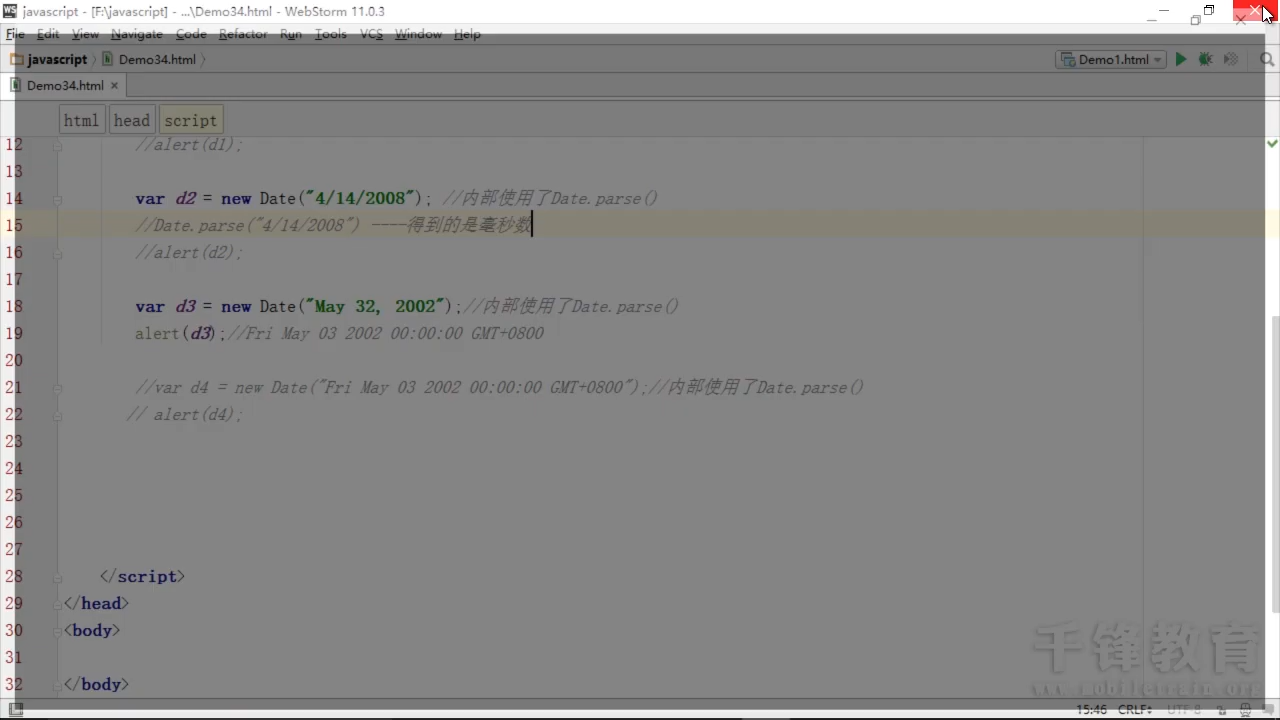 WS javascript - [F:\javascript] - ...\Demo34.html - WebStorm 11.0.3
File Edit View Navigate Code Refactor Run Tools VCS Window Help
javascript Demo34.html Demo1.html
Demo34.html
html head script
12 //alert(d1);
13
14 var d2 = new Date("4/14/2008"); //内部使用了Date.parse()
15 //Date.parse("4/14/2008") ----得到的是毫秒数
16 //alert(d2);
17
18 var d3 = new Date("May 32, 2002");//内部使用了Date.parse()
19 alert(d3);//Fri May 03 2002 00:00:00 GMT+0800
20
21 //var d4 = new Date("Fri May 03 2002 00:00:00 GMT+0800");//内部使用了Date.parse()
22 // alert(d4);
23
24
25
26
27
28 </script>
29 </head>
30 <body>
31
32 </body>
千锋教育
www.mobiletrain.org
15:46 CRLF UTF-8